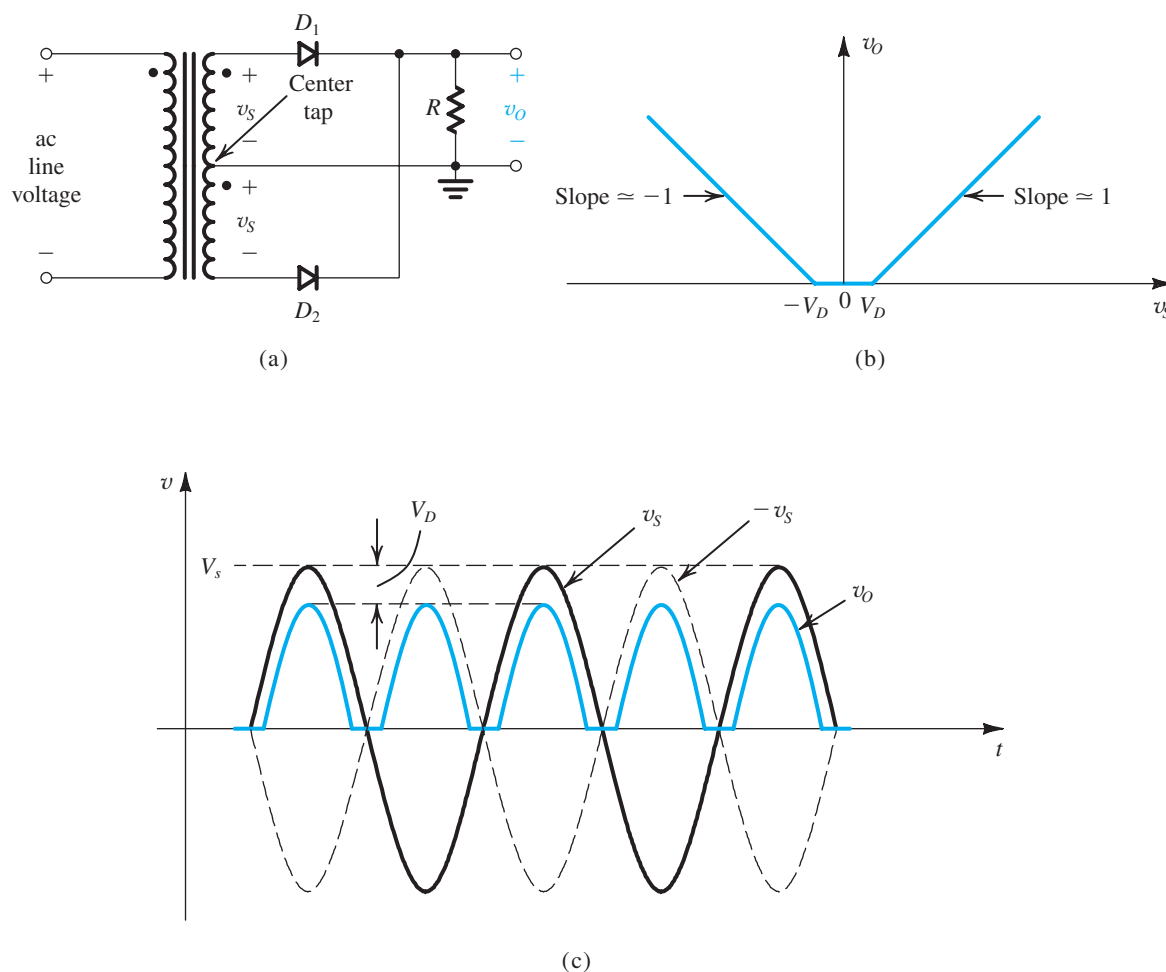 D1
+
+
Center
tap
+
vS
R
vO
−
−
ac
line
voltage
+
vS
−
−
D2
(a)
vO
Slope ≃ −1
Slope ≃ 1
−VD 0 VD
vS
(b)
v
VD
vS
−vS
Vs
vO
t
(c)